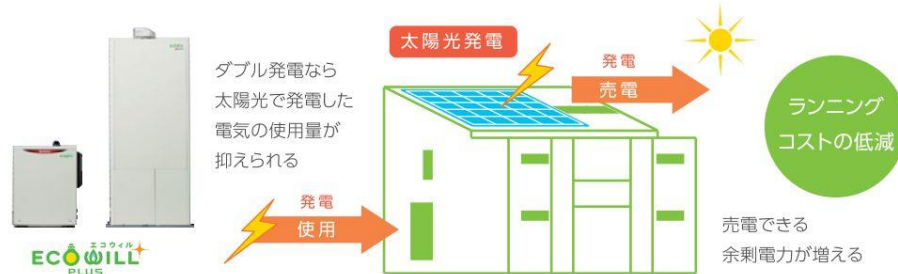 ダブル発電なら
太陽光で発電した
電気の使用量が
抑えられる
エコウィル
ECOWILL
PLUS
発電
使用
太陽光発電
発電
売電
ランニング
コストの低減
売電できる
余剰電力が増える